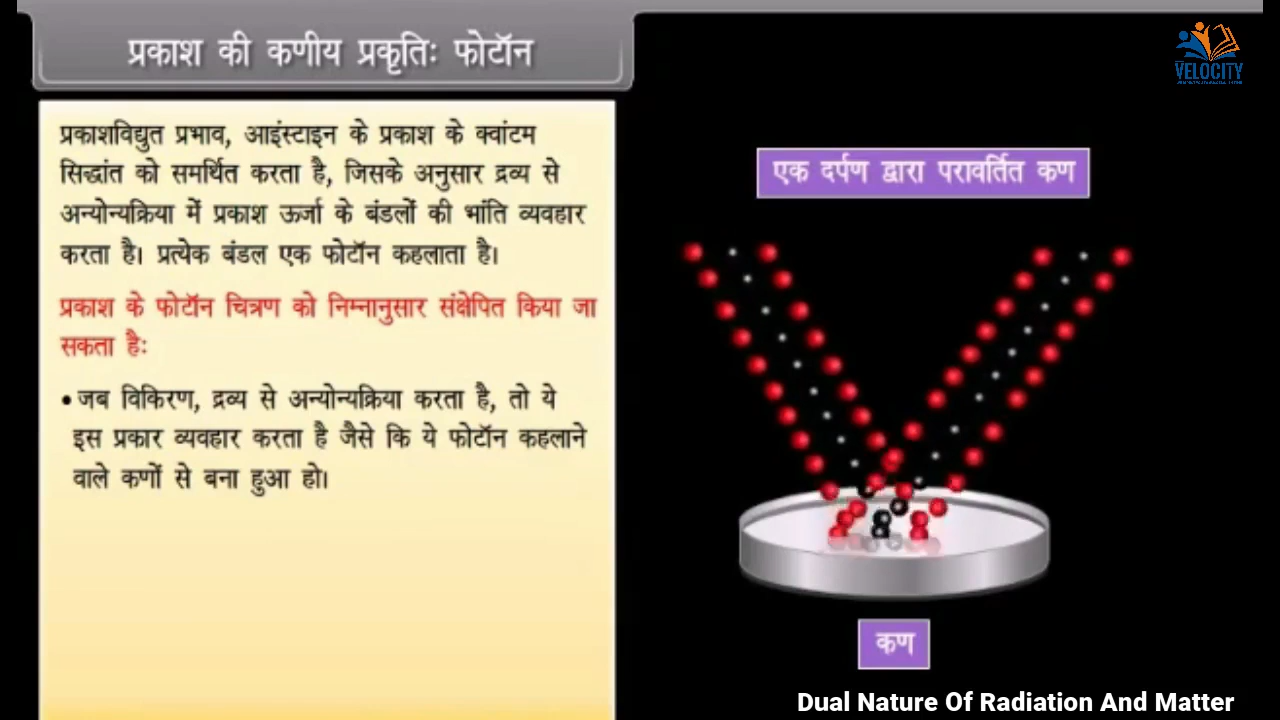 प्रकाश की कणीय प्रकृतिः फोटॉन
VELOCITY
प्रकाशविद्युत प्रभाव, आइंस्टाइन के प्रकाश के क्वांटम
सिद्धांत को समर्थित करता है, जिसके अनुसार द्रव्य से
अन्योन्यक्रिया में प्रकाश ऊर्जा के बंडलों की भांति व्यवहार
करता है। प्रत्येक बंडल एक फोटॉन कहलाता है।
प्रकाश के फोटॉन चित्रण को निम्नानुसार संक्षेपित किया जा
सकता हैः
• जब विकिरण, द्रव्य से अन्योन्यक्रिया करता है, तो ये
इस प्रकार व्यवहार करता है जैसे कि ये फोटॉन कहलाने
वाले कणों से बना हुआ हो।
एक दर्पण द्वारा परावर्तित कण
कण
Dual Nature Of Radiation And Matter